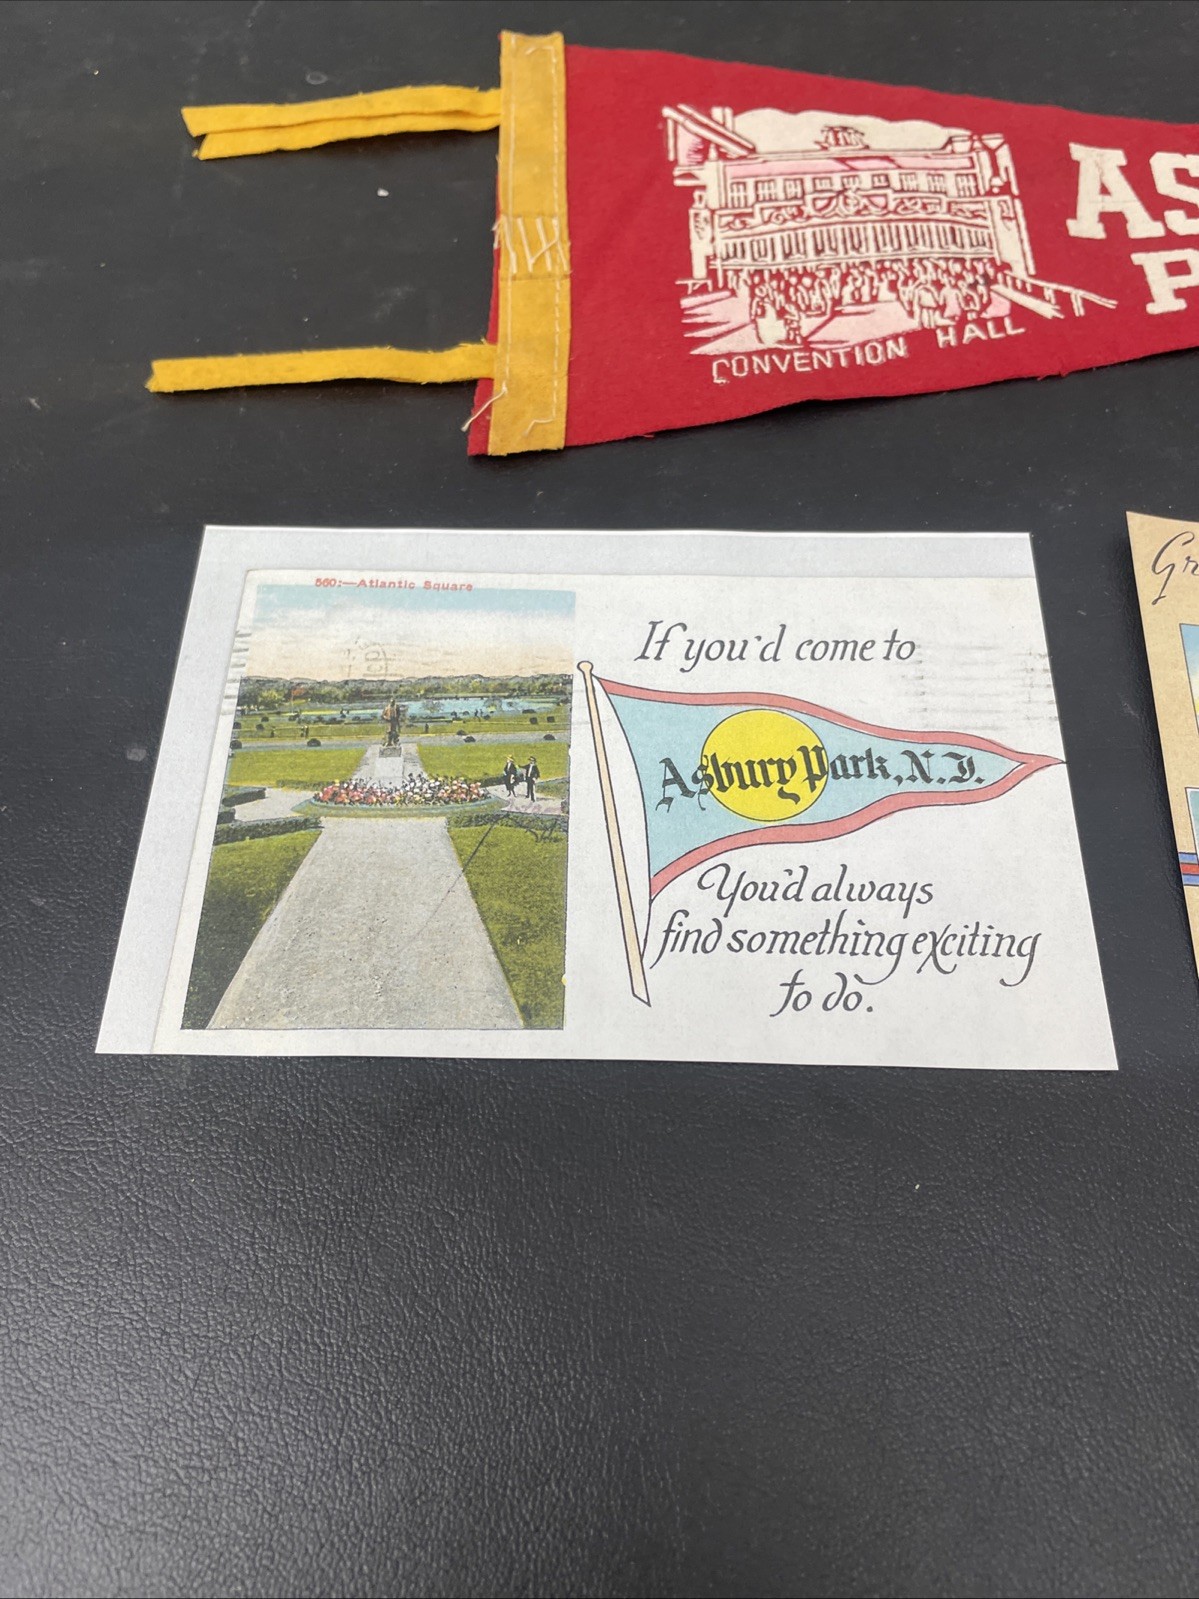 AS
P
CONVENTION HALL
Gr
560:—Atlantic Square
If you'd come to
Asbury Park, N.J.
You'd always
find something exciting
to do.